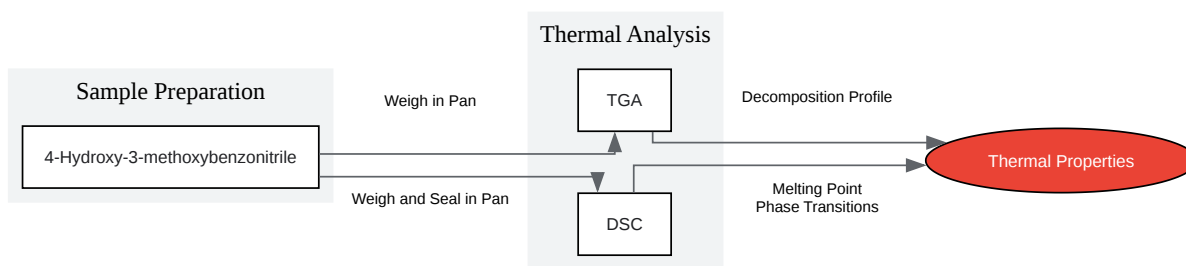 Thermal Analysis
Sample Preparation
Weigh in Pan
TGA
Decomposition Profile
4-Hydroxy-3-methoxybenzonitrile
Thermal Properties
Weigh and Seal in Pan
DSC
Melting Point
Phase Transitions